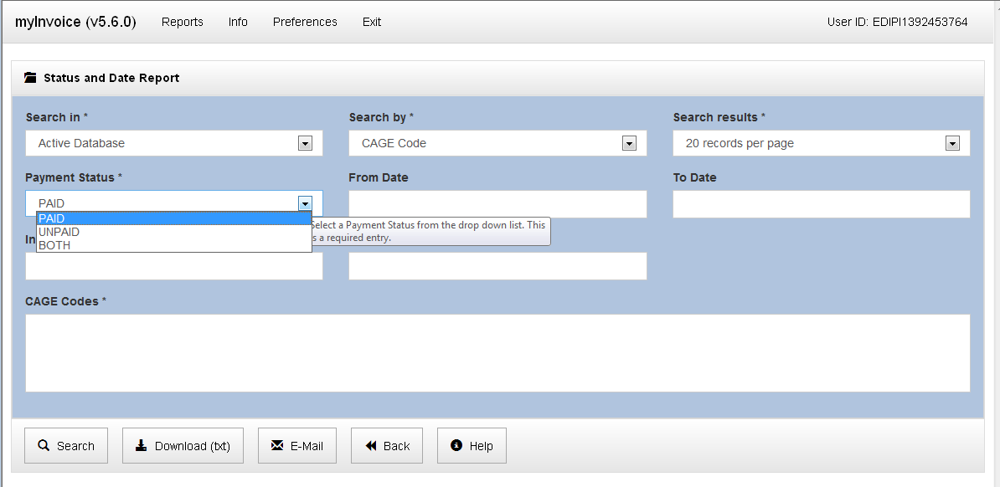 myInvoice (v5.6.0) Reports Info Preferences Exit User ID: EDIPI1392453764
Status and Date Report
Search in * Search by * Search results *
Active Database CAGE Code 20 records per page
Payment Status * From Date To Date
PAID
PAID
UNPAID
BOTH
Select a Payment Status from the drop down list. This
s a required entry.
In
CAGE Codes *
Search Download (txt) E-Mail Back Help